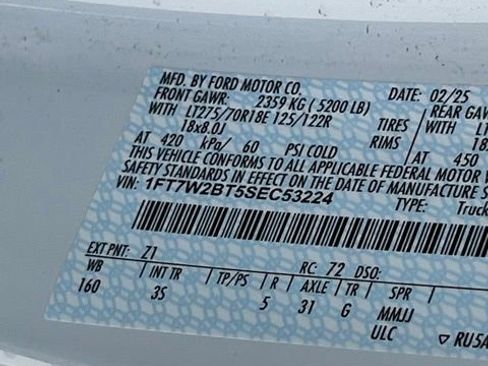 MFD. BY FORD MOTOR CO. DATE: 02/25
FRONT GAWR: 2359 KG ( 5200 LB) REAR GAWR
WITH LT275/70R18E 125/122R TIRES WITH
18x8.0J RIMS 18
AT 420 kPa/ 60 PSI COLD AT 450
THIS VEHICLE CONFORMS TO ALL APPLICABLE FEDERAL MOTOR
SAFETY STANDARDS IN EFFECT ON THE DATE OF MANUFACTURE
VIN: 1FT7W2BT5SEC53224 TYPE: Truck
EXT PNT: Z1 RC: 72 DSO:
WB INT TR TP/PS R AXLE TR SPR
160 3S 5 31 G MMJJ
ULC ▽ RU5A